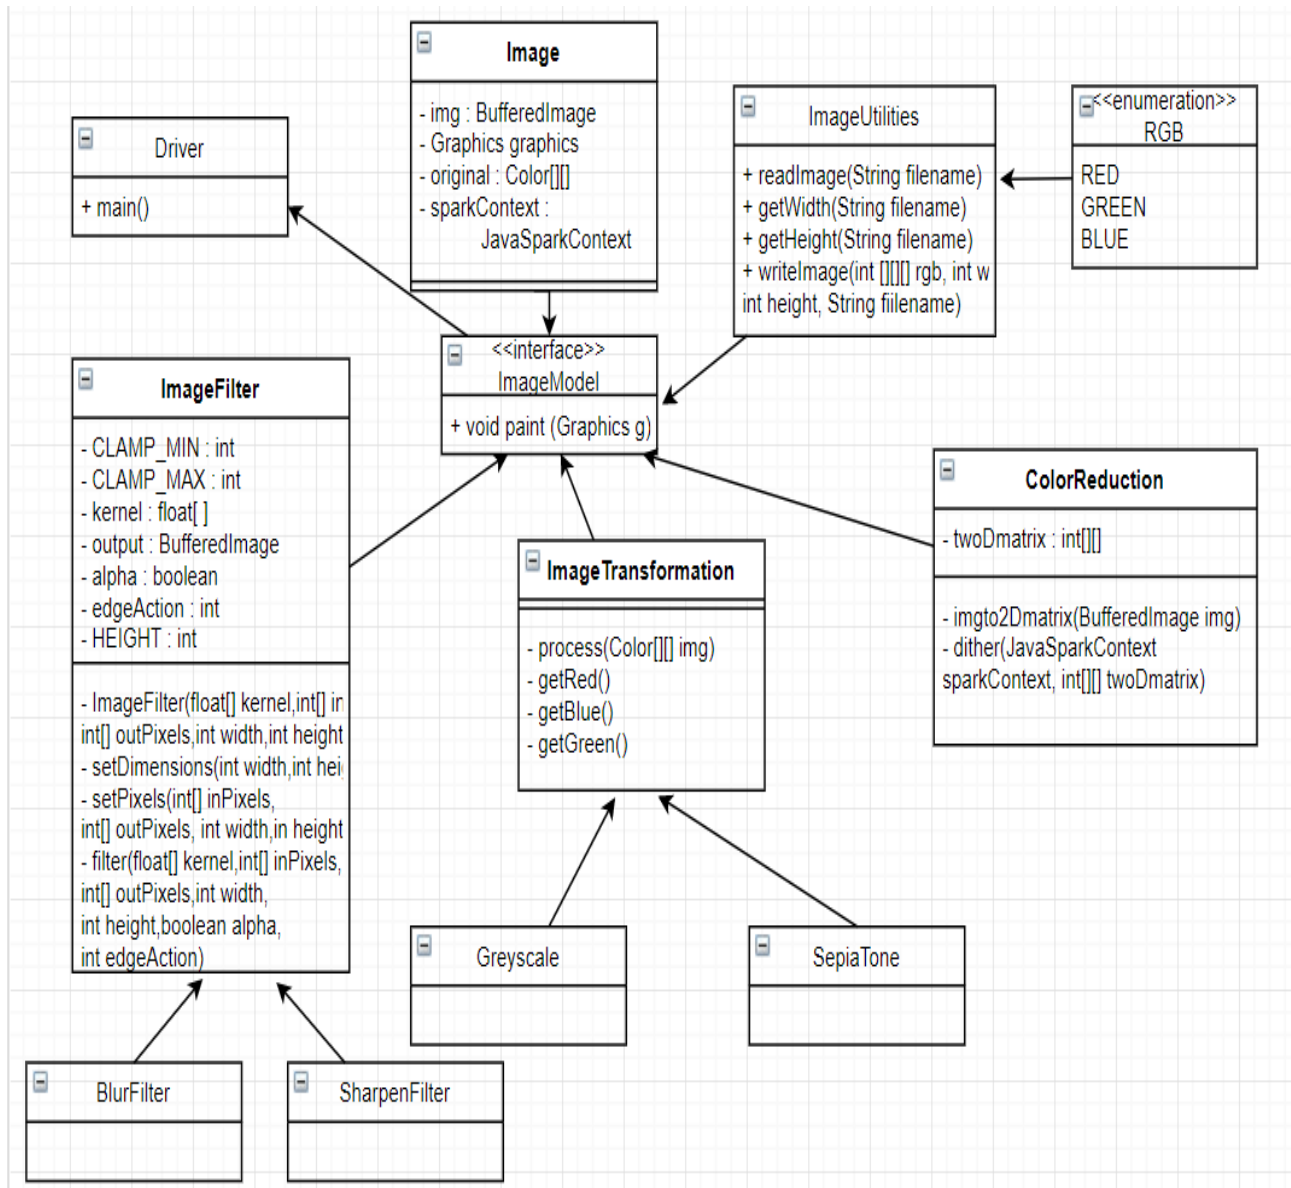 Image
- img : BufferedImage
- Graphics graphics
- original : Color[][]
- sparkContext :
JavaSparkContext
Driver
+ main()
ImageUtilities
+ readImage(String filename)
+ getWidth(String filename)
+ getHeight(String filename)
+ writeImage(int [][][] rgb, int w
int height, String fiilename)
<<enumeration>>
RGB
RED
GREEN
BLUE
<<interface>>
ImageModel
+ void paint (Graphics g)
ImageFilter
- CLAMP_MIN : int
- CLAMP_MAX : int
- kernel : float[ ]
- output : BufferedImage
- alpha : boolean
- edgeAction : int
- HEIGHT : int
- ImageFilter(float[] kernel,int[] in
int[] outPixels,int width,int height
- setDimensions(int width,int hei
- setPixels(int[] inPixels,
int[] outPixels, int width,in height
- filter(float[] kernel,int[] inPixels,
int[] outPixels,int width,
int height,boolean alpha,
int edgeAction)
ImageTransformation
- process(Color[][] img)
- getRed()
- getBlue()
- getGreen()
ColorReduction
- twoDmatrix : int[][]
- imgto2Dmatrix(BufferedImage img)
- dither(JavaSparkContext
sparkContext, int[][] twoDmatrix)
Greyscale
SepiaTone
BlurFilter
SharpenFilter